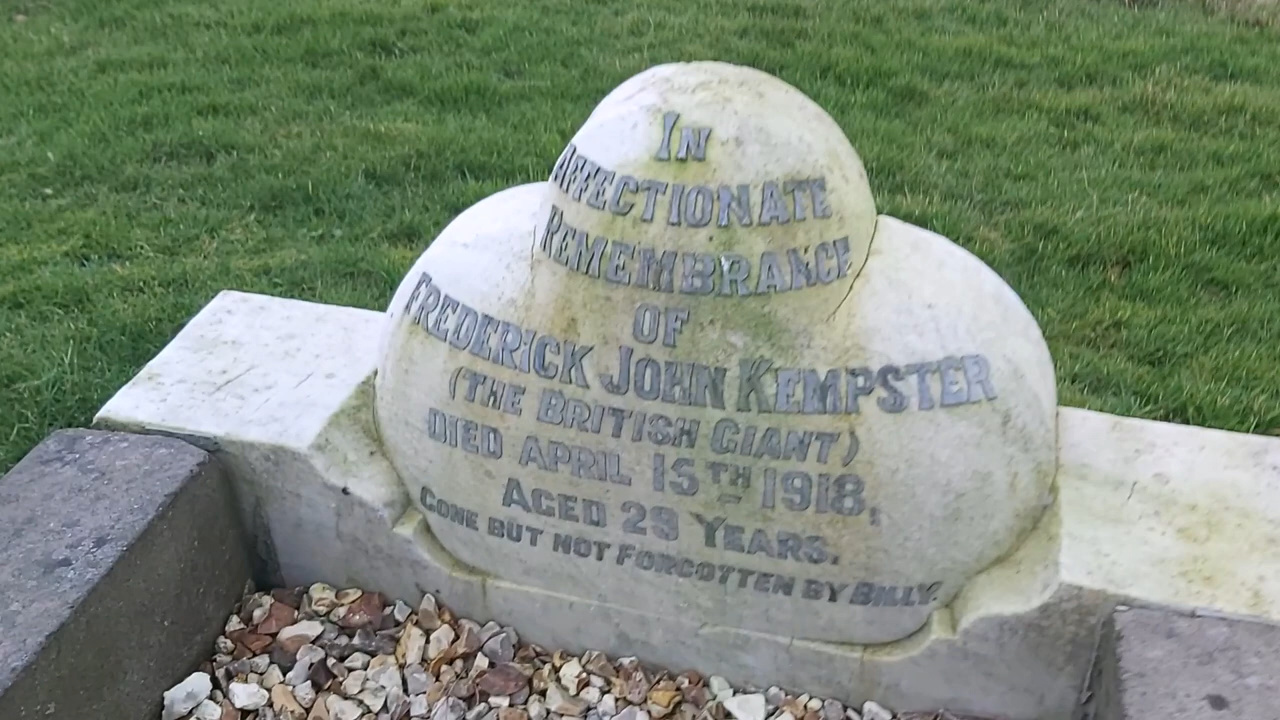 IN
AFFECTIONATE
REMEMBRANCE
OF
FREDERICK JOHN KEMPSTER
(THE BRITISH GIANT)
DIED APRIL 15TH 1918,
AGED 29 YEARS.
GONE BUT NOT FORGOTTEN BY BILLY.